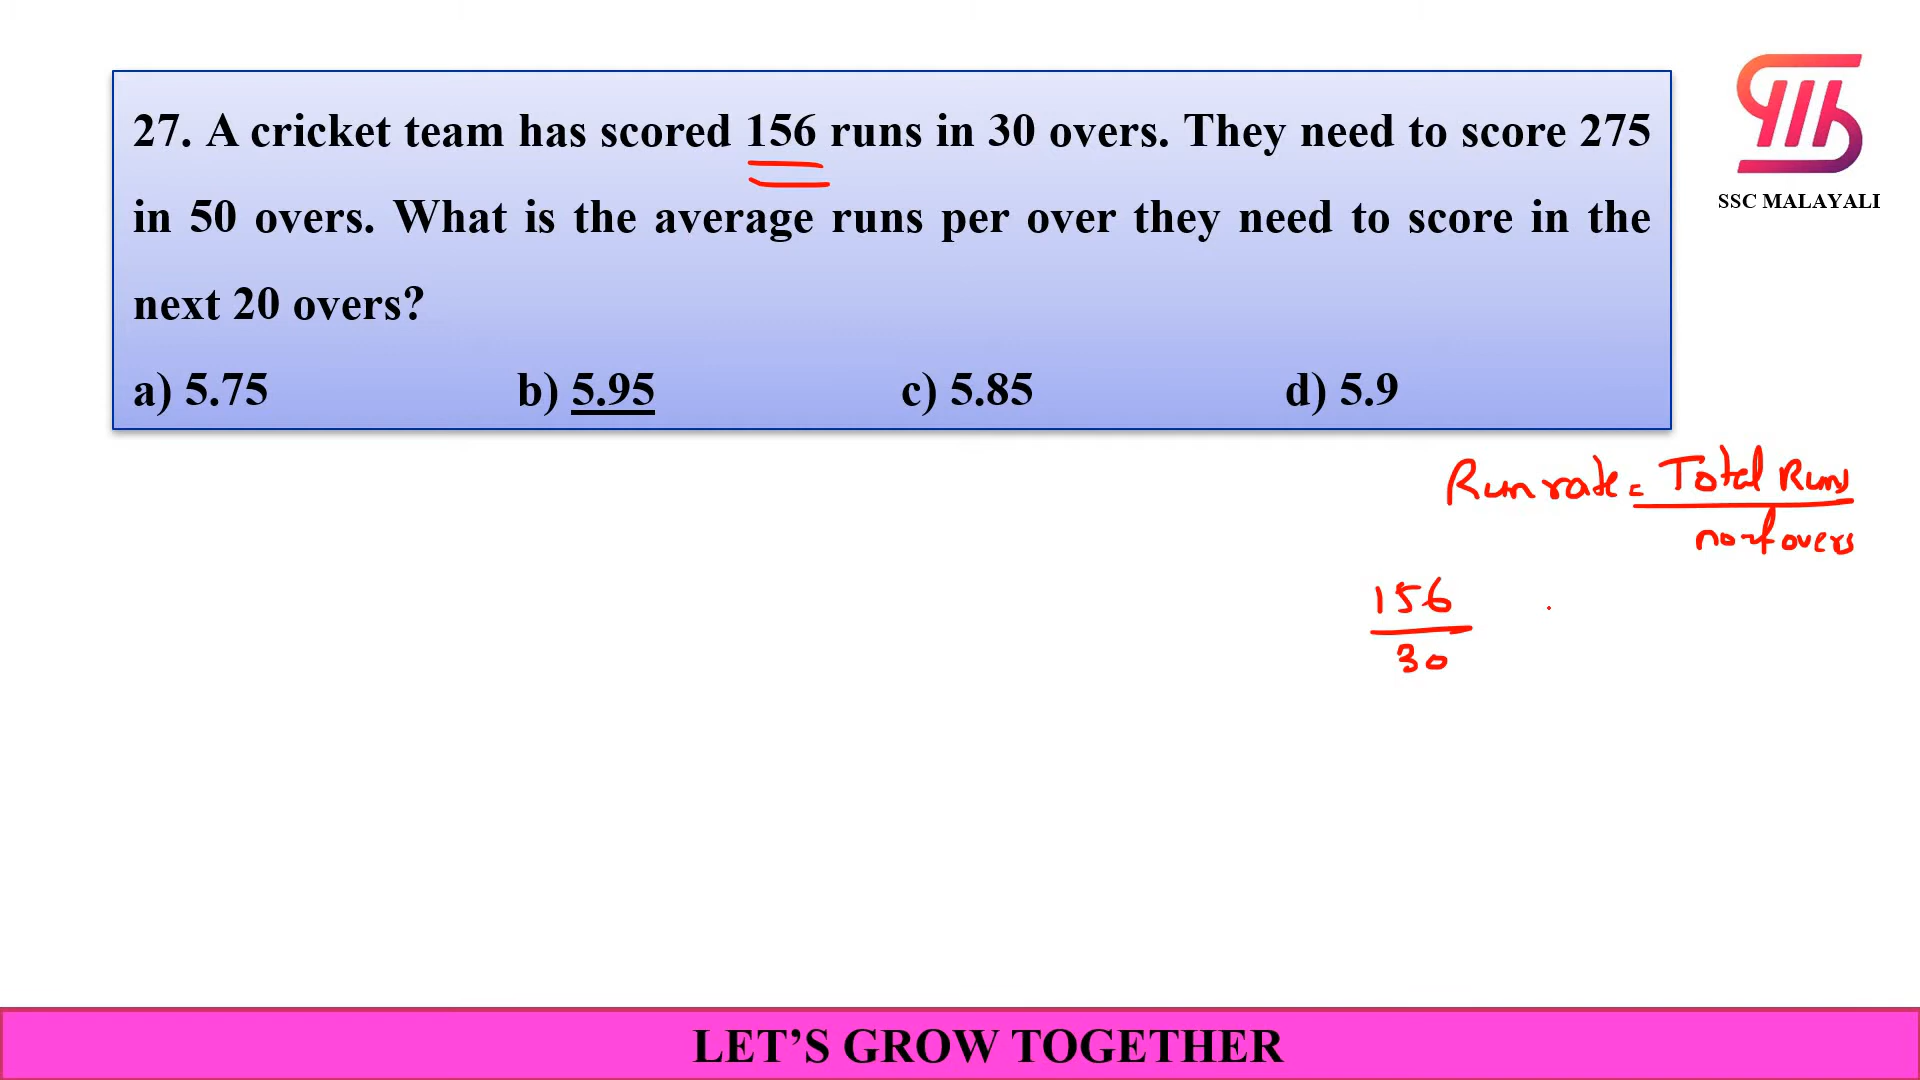 27. A cricket team has scored 156 runs in 30 overs. They need to score 275
in 50 overs. What is the average runs per over they need to score in the
next 20 overs?
a) 5.75 b) 5.95 c) 5.85 d) 5.9
SSC MALAYALI
Run rate = Total Runs
no of overs
156
30
LET’S GROW TOGETHER